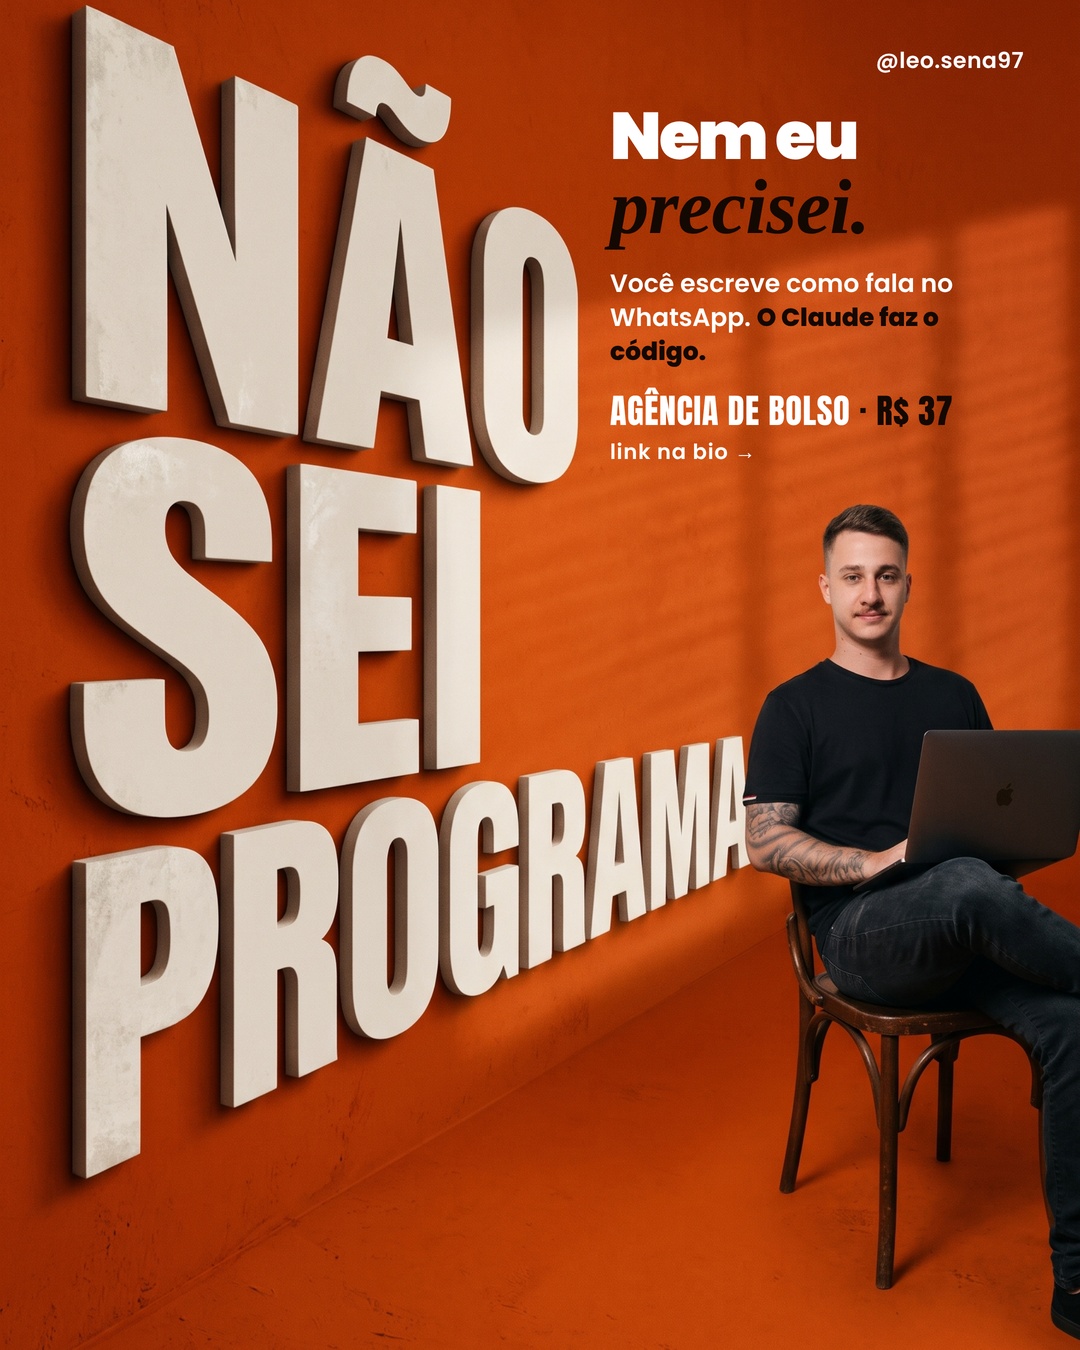 NÃO
SEI
PROGRAMA
@leo.sena97
Nem eu
precisei.
Você escreve como fala no
WhatsApp. O Claude faz o
código.
AGÊNCIA DE BOLSO · R$ 37
link na bio →